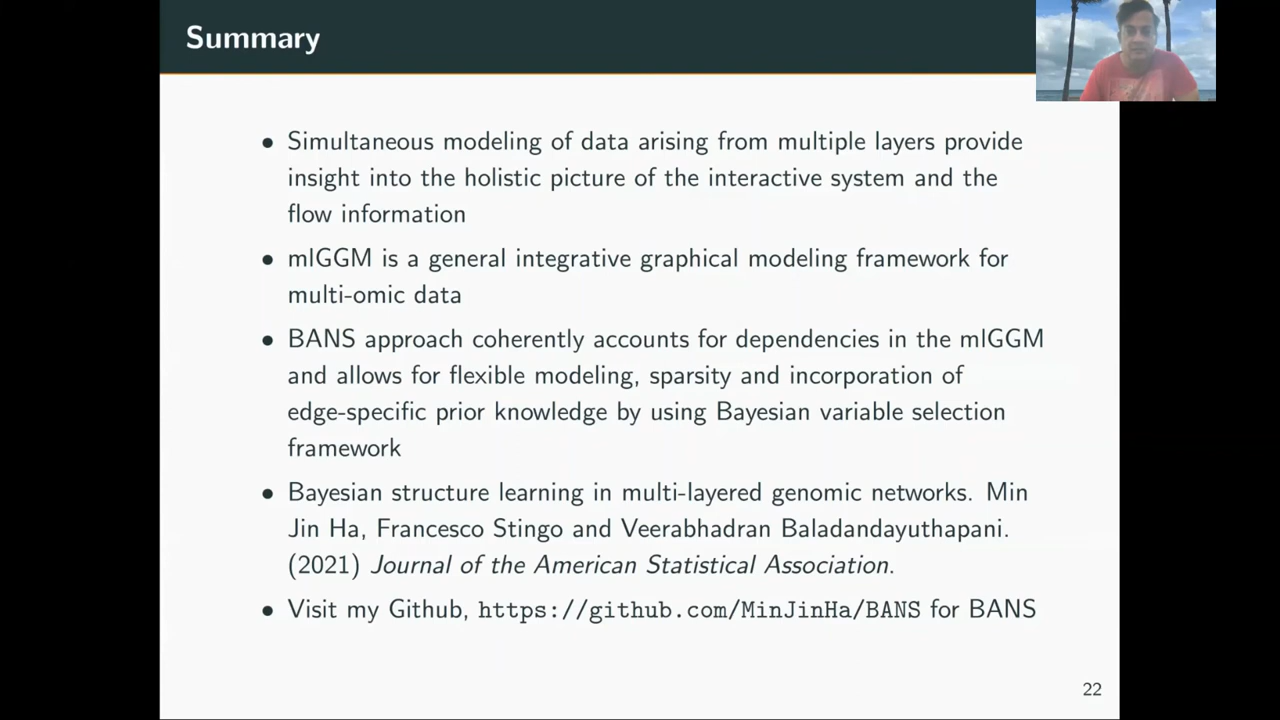 Summary
• Simultaneous modeling of data arising from multiple layers provide
insight into the holistic picture of the interactive system and the
flow information
• mlGGM is a general integrative graphical modeling framework for
multi-omic data
• BANS approach coherently accounts for dependencies in the mlGGM
and allows for flexible modeling, sparsity and incorporation of
edge-specific prior knowledge by using Bayesian variable selection
framework
• Bayesian structure learning in multi-layered genomic networks. Min
Jin Ha, Francesco Stingo and Veerabhadran Baladandayuthapani.
(2021) Journal of the American Statistical Association.
• Visit my Github, https://github.com/MinJinHa/BANS for BANS
22